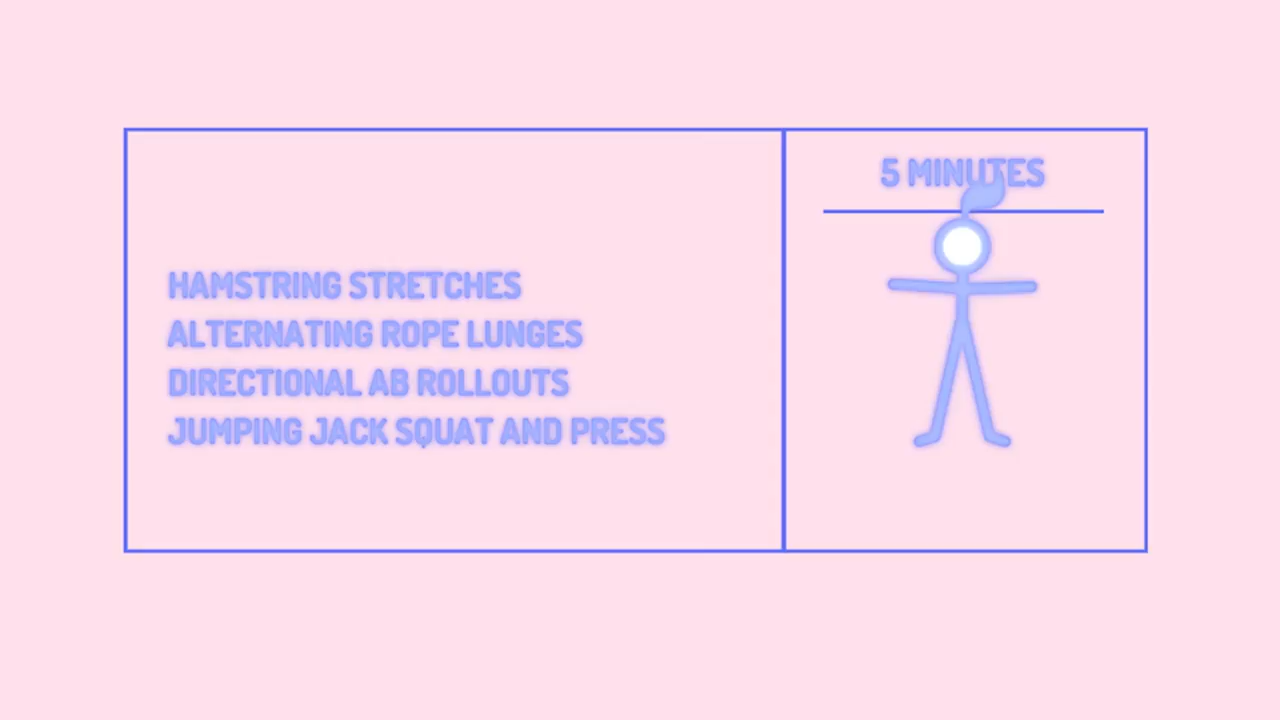 5 MINUTES
HAMSTRING STRETCHES
ALTERNATING ROPE LUNGES
DIRECTIONAL AB ROLLOUTS
JUMPING JACK SQUAT AND PRESS